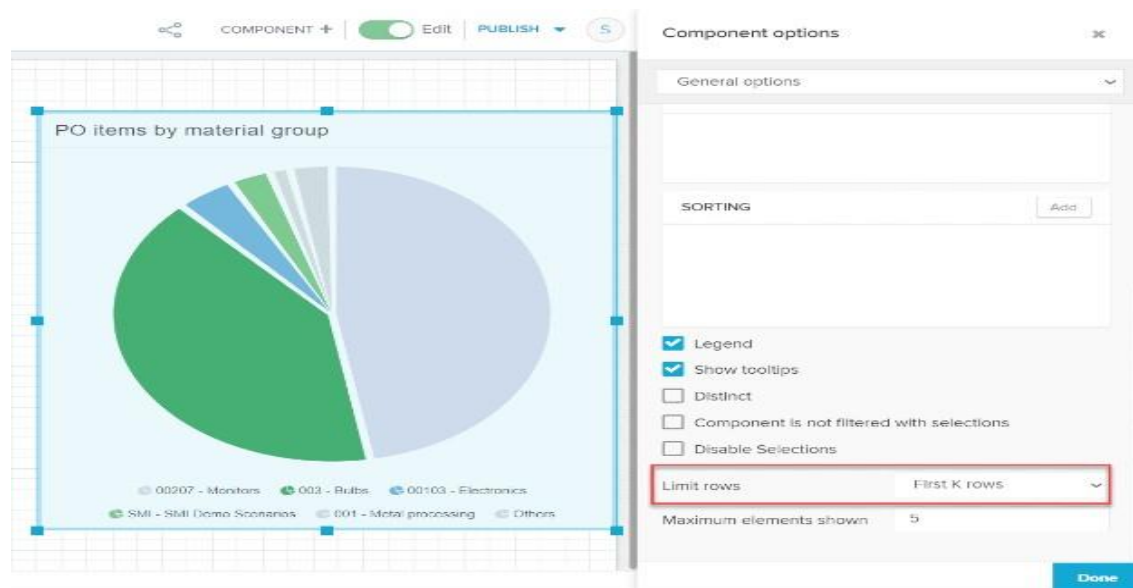 COMPONENT + Edit PUBLISH S
PO items by material group
00207 - Monitors 003 - Bulbs 00103 - Electronics
SMI - SMI Demo Scenarios 001 - Metal processing Others
Component options
General options
SORTING Add
Legend
Show tooltips
Distinct
Component is not filtered with selections
Disable Selections
Limit rows First K rows
Maximum elements shown 5
Done